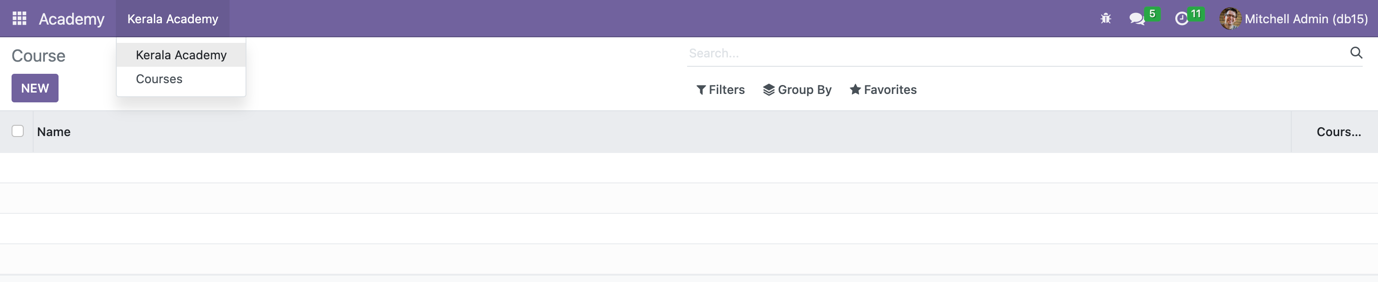 Academy Kerala Academy 5 11 Mitchell Admin (db15)
Course
Kerala Academy
Courses
Search...
NEW
Filters Group By Favorites
Name Cours...